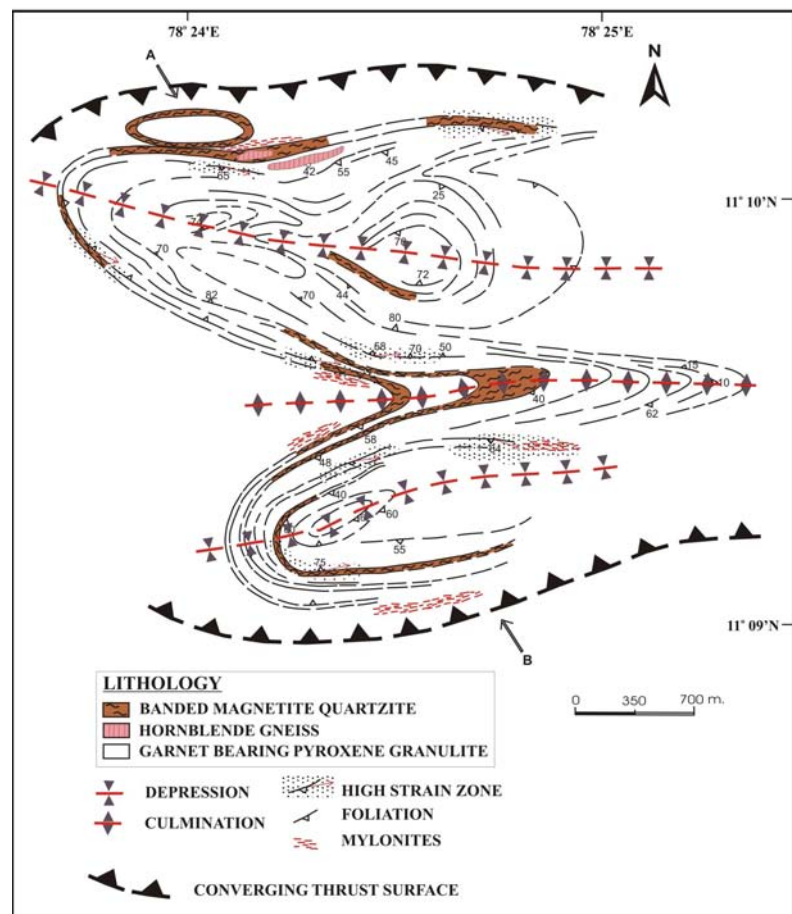 78° 24'E
78° 25'E
A
N
45
42
55
65
25
11° 10'N
76
70
72
44
82
70
80
68
70
50
15
10
40
62
58
48
84
40
60
55
75
11° 09'N
B
LITHOLOGY
BANDED MAGNETITE QUARTZITE
HORNBLENDE GNEISS
GARNET BEARING PYROXENE GRANULITE
0 350 700 m.
DEPRESSION
HIGH STRAIN ZONE
FOLIATION
CULMINATION
MYLONITES
CONVERGING THRUST SURFACE